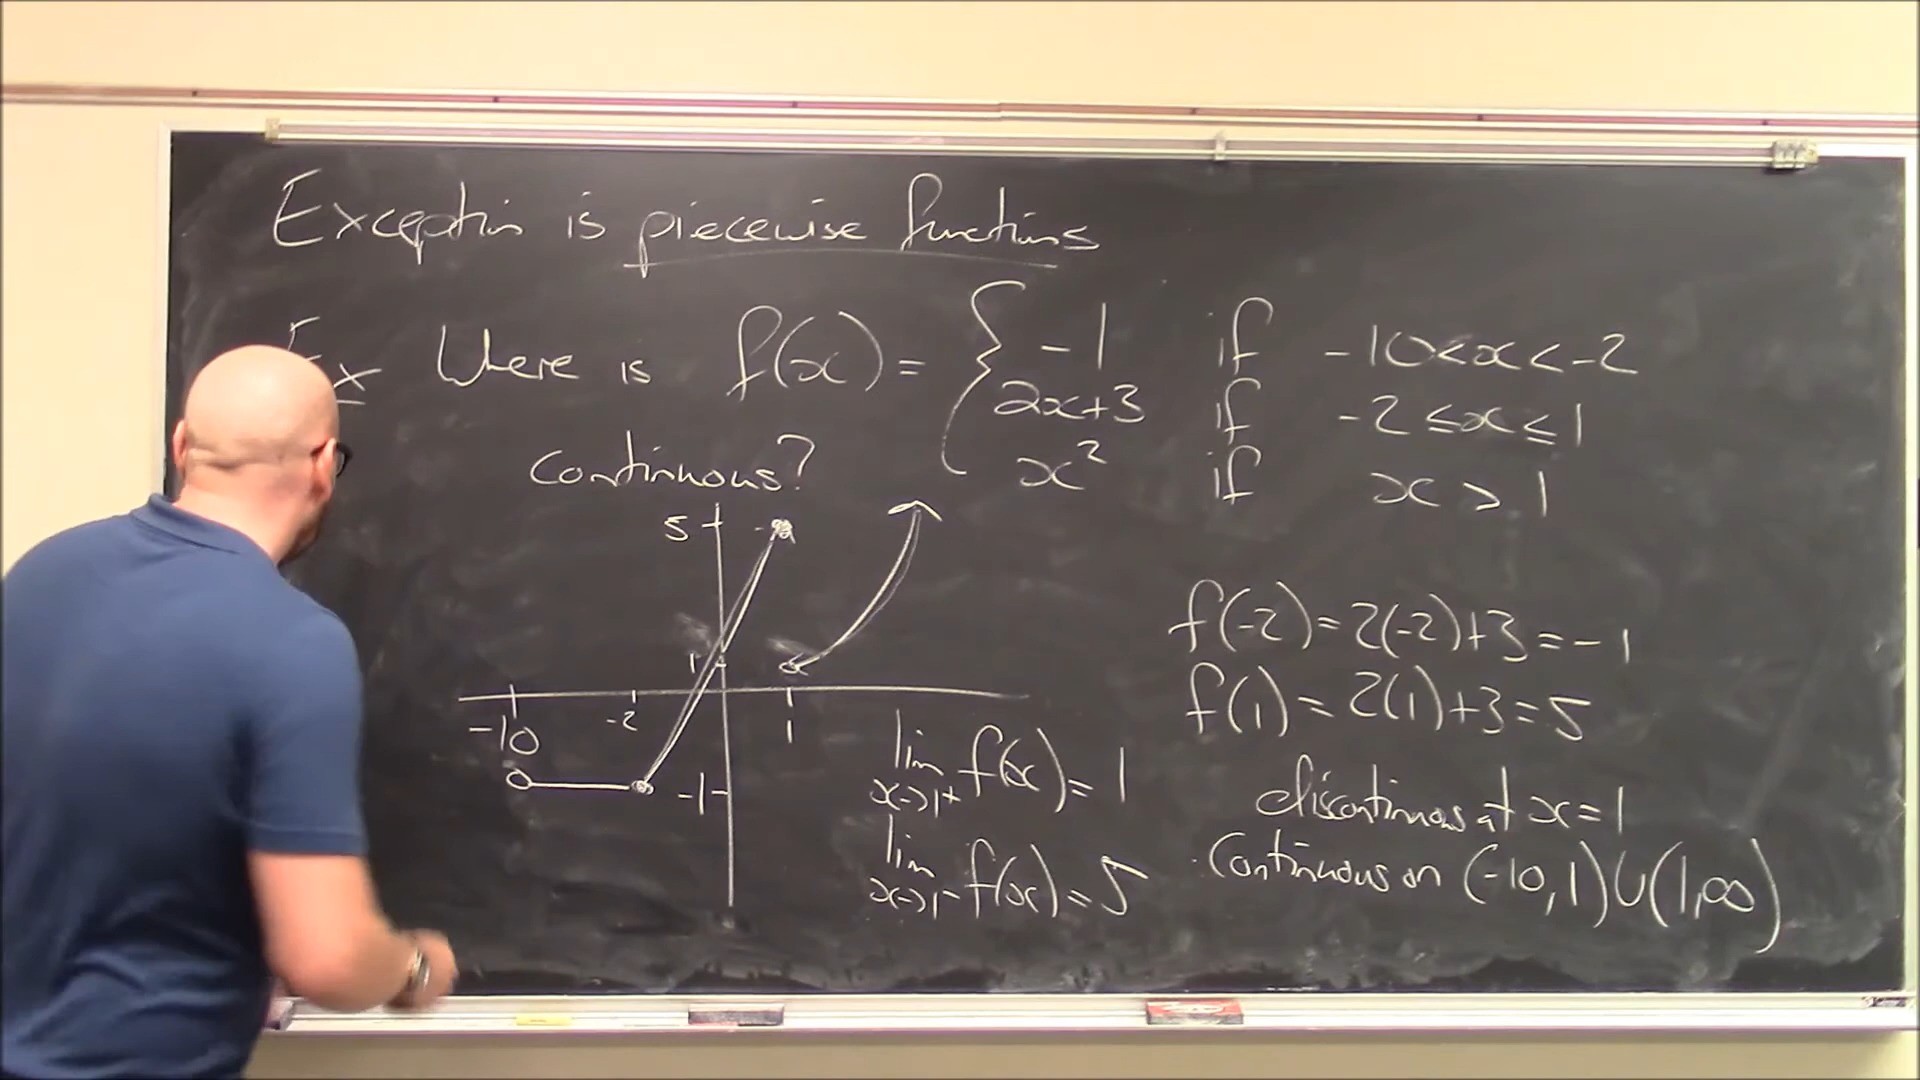 Exception is piecewise functions
Ex Where is f(x) = { -1 if -10<x<-2
2x+3 if -2≤x≤1
x² if x > 1
continuous?
5
1
-10 -2 1
-1
f(-2)=2(-2)+3=-1
f(1)=2(1)+3=5
lim x→1+ f(x)=1
lim x→1- f(x)=5
discontinuous at x=1
Continuous on (-10,1)∪(1,∞)